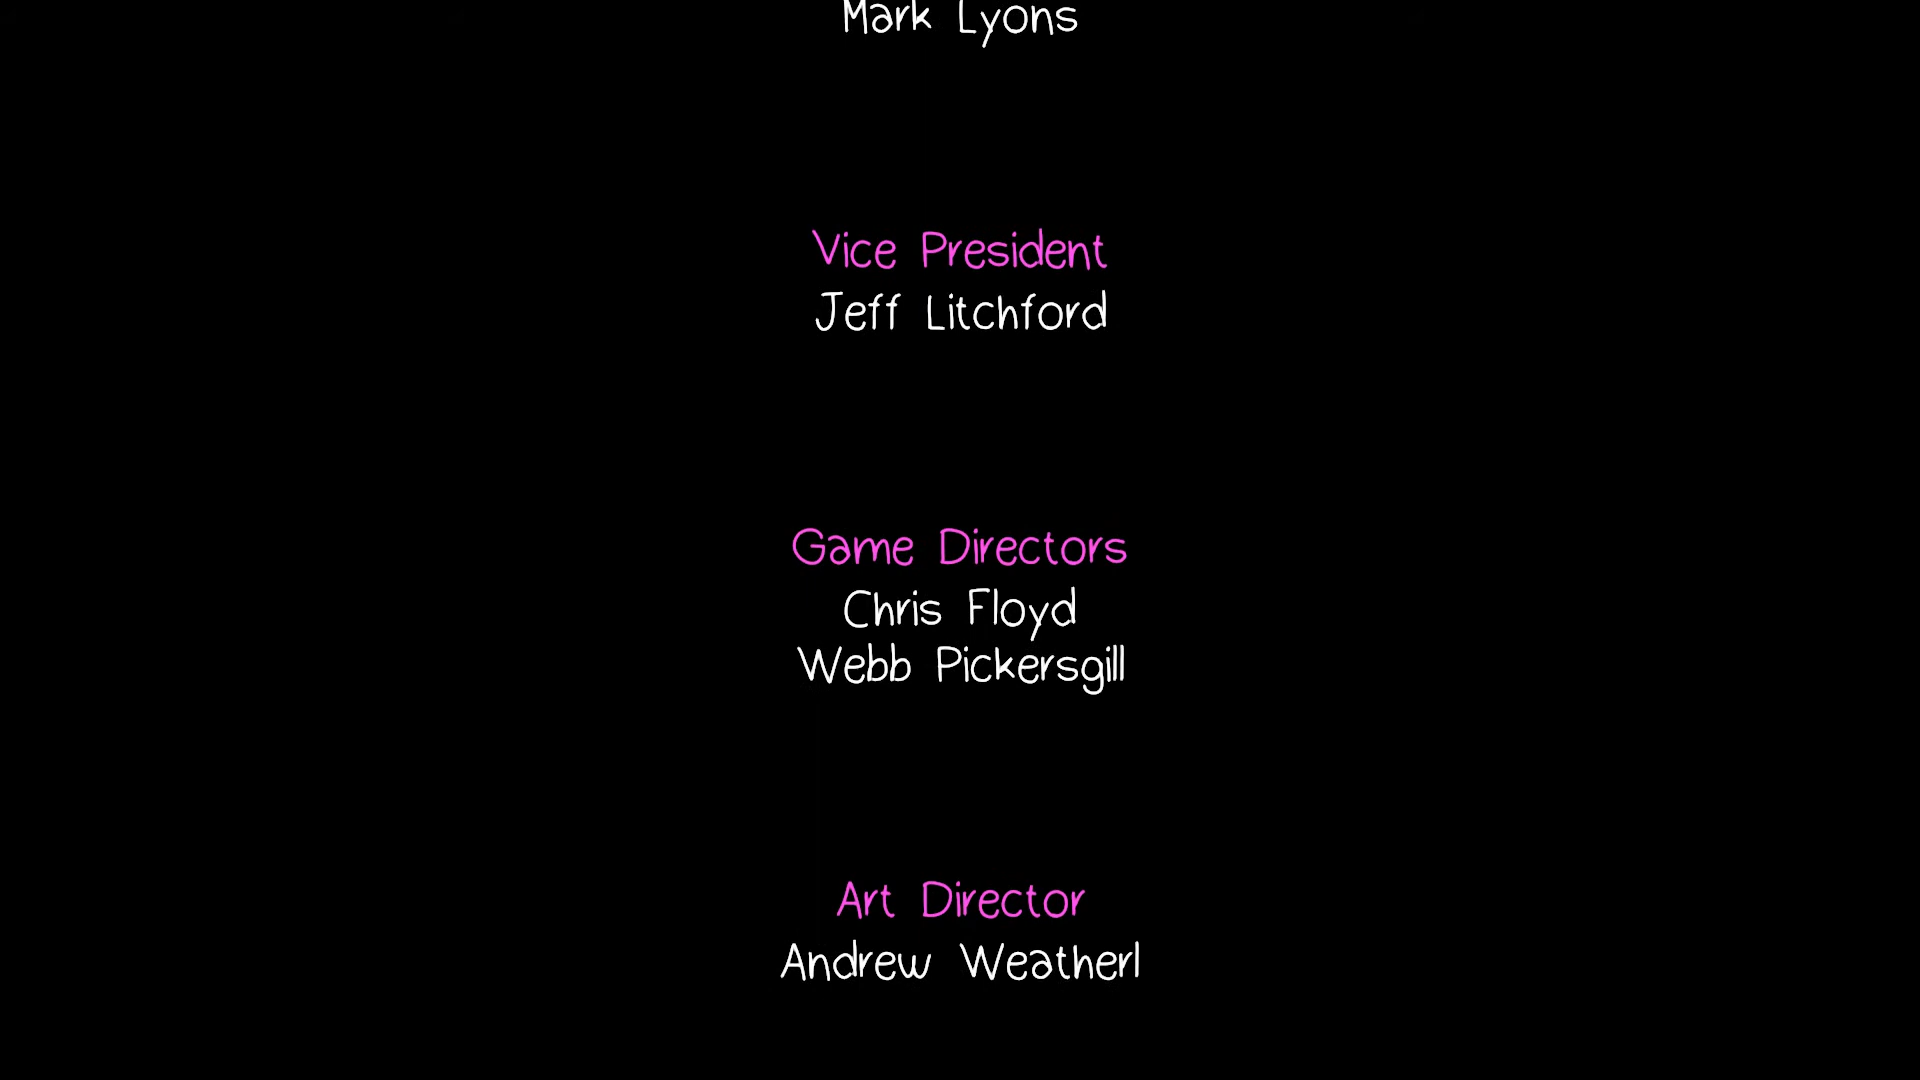 Mark Lyons
Vice President
Jeff Litchford
Game Directors
Chris Floyd
Webb Pickersgill
Art Director
Andrew Weatherl